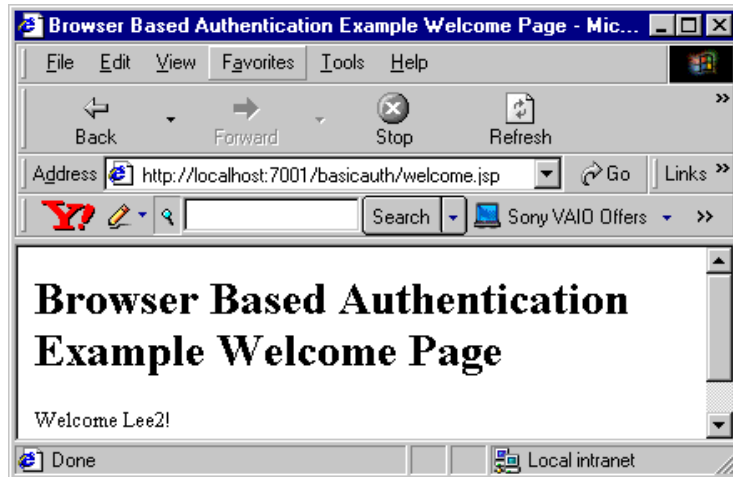 Browser Based Authentication Example Welcome Page - Mic...
File Edit View Favorites Tools Help
Back Forward Stop Refresh »
Address http://localhost:7001/basicauth/welcome.jsp Go Links »
Y! Search Sony VAIO Offers »
Browser Based Authentication
Example Welcome Page
Welcome Lee2!
Done Local intranet